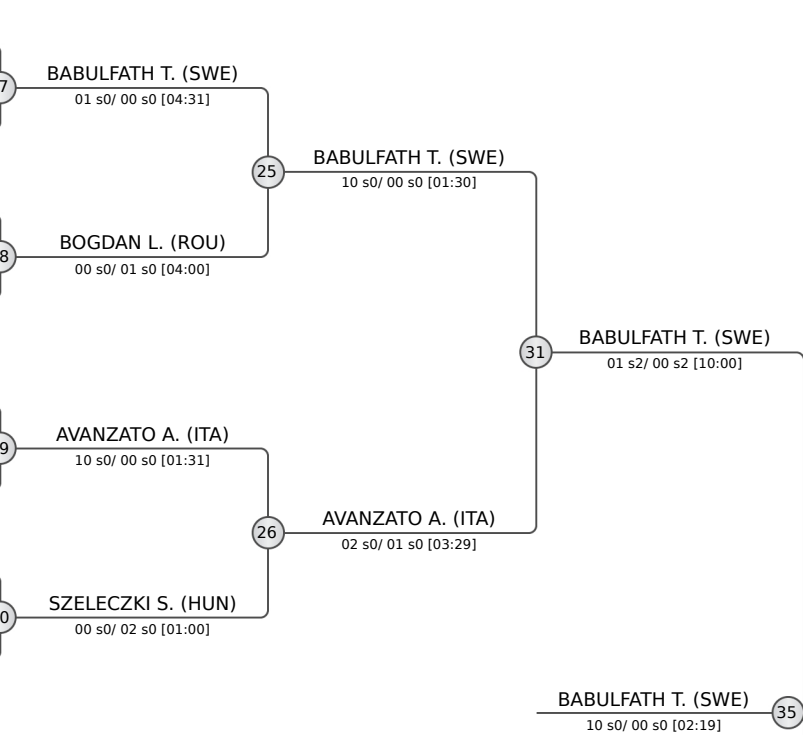 BABULFATH T. (SWE)
7
01 s0/ 00 s0 [04:31]
BABULFATH T. (SWE)
25
10 s0/ 00 s0 [01:30]
BOGDAN L. (ROU)
8
00 s0/ 01 s0 [04:00]
BABULFATH T. (SWE)
31
01 s2/ 00 s2 [10:00]
AVANZATO A. (ITA)
9
10 s0/ 00 s0 [01:31]
AVANZATO A. (ITA)
26
02 s0/ 01 s0 [03:29]
SZELECZKI S. (HUN)
0
00 s0/ 02 s0 [01:00]
BABULFATH T. (SWE)
35
10 s0/ 00 s0 [02:19]